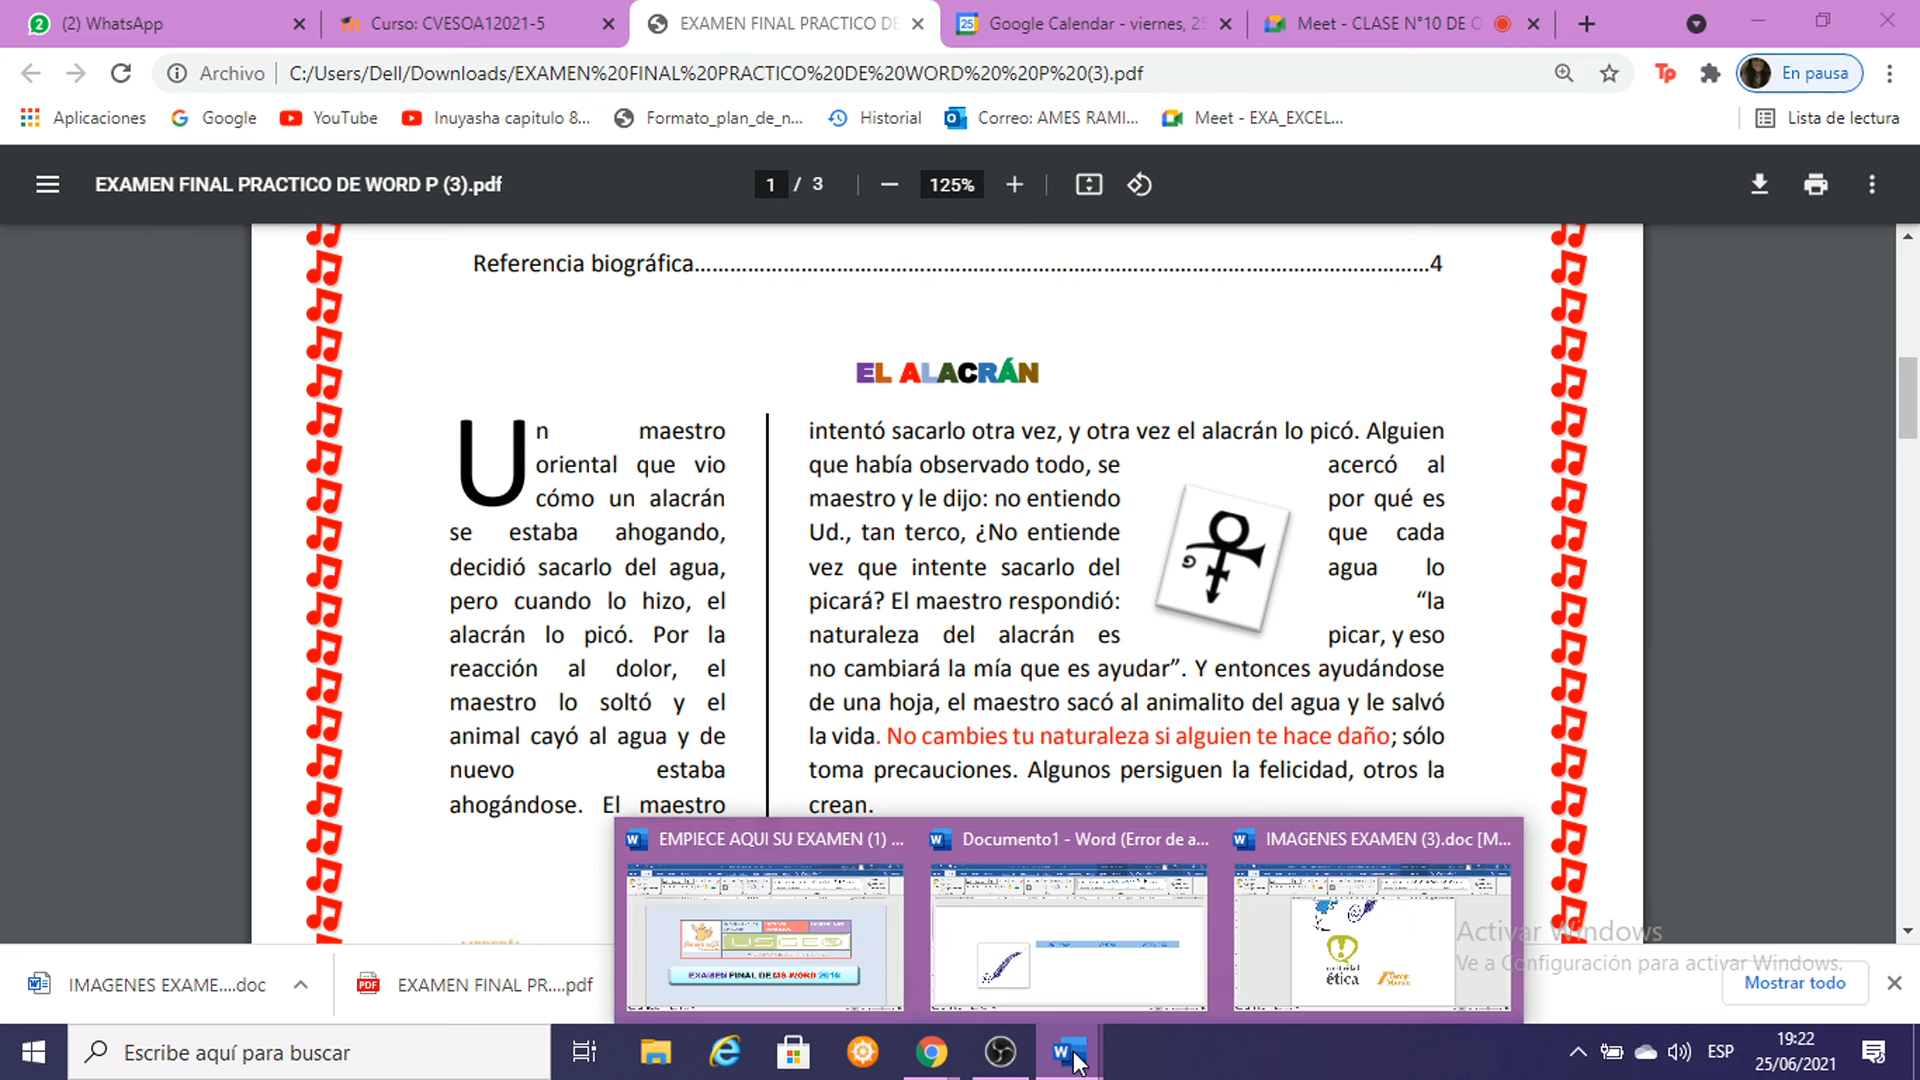 (2) WhatsApp
Curso: CVESOA12021-5
EXAMEN FINAL PRACTICO DE
Google Calendar - viernes, 25
Meet - CLASE N°10 DE O
Archivo
C:/Users/Dell/Downloads/EXAMEN%20FINAL%20PRACTICO%20DE%20WORD%20%20P%20(3).pdf
Tp
En pausa
Aplicaciones
Google
YouTube
Inuyasha capitulo 8...
Formato_plan_de_n...
Historial
Correo: AMES RAMI...
Meet - EXA_EXCEL...
Lista de lectura
EXAMEN FINAL PRACTICO DE WORD P (3).pdf
1 / 3
125%
Referencia biográfica.......................................................................................................................4
EL ALACRÁN
Un maestro
oriental que vio
cómo un alacrán
se estaba ahogando,
decidió sacarlo del agua,
pero cuando lo hizo, el
alacrán lo picó. Por la
reacción al dolor, el
maestro lo soltó y el
animal cayó al agua y de
nuevo estaba
ahogándose. El maestro
intentó sacarlo otra vez, y otra vez el alacrán lo picó. Alguien
que había observado todo, se acercó al
maestro y le dijo: no entiendo por qué es
Ud., tan terco, ¿No entiende que cada
vez que intente sacarlo del agua lo
picará? El maestro respondió: “la
naturaleza del alacrán es picar, y eso
no cambiará la mía que es ayudar”. Y entonces ayudándose
de una hoja, el maestro sacó al animalito del agua y le salvó
la vida. No cambies tu naturaleza si alguien te hace daño; sólo
toma precauciones. Algunos persiguen la felicidad, otros la
crean.
EMPIECE AQUI SU EXAMEN (1) ...
Documento1 - Word (Error de a...
IMAGENES EXAMEN (3).doc [M...
EXAMEN FINAL DE MS WORD 2016
ética
Activar Windows
Ve a Configuración para activar Windows.
IMAGENES EXAME....doc
EXAMEN FINAL PR....pdf
Mostrar todo
Escribe aquí para buscar
ESP
19:22
25/06/2021